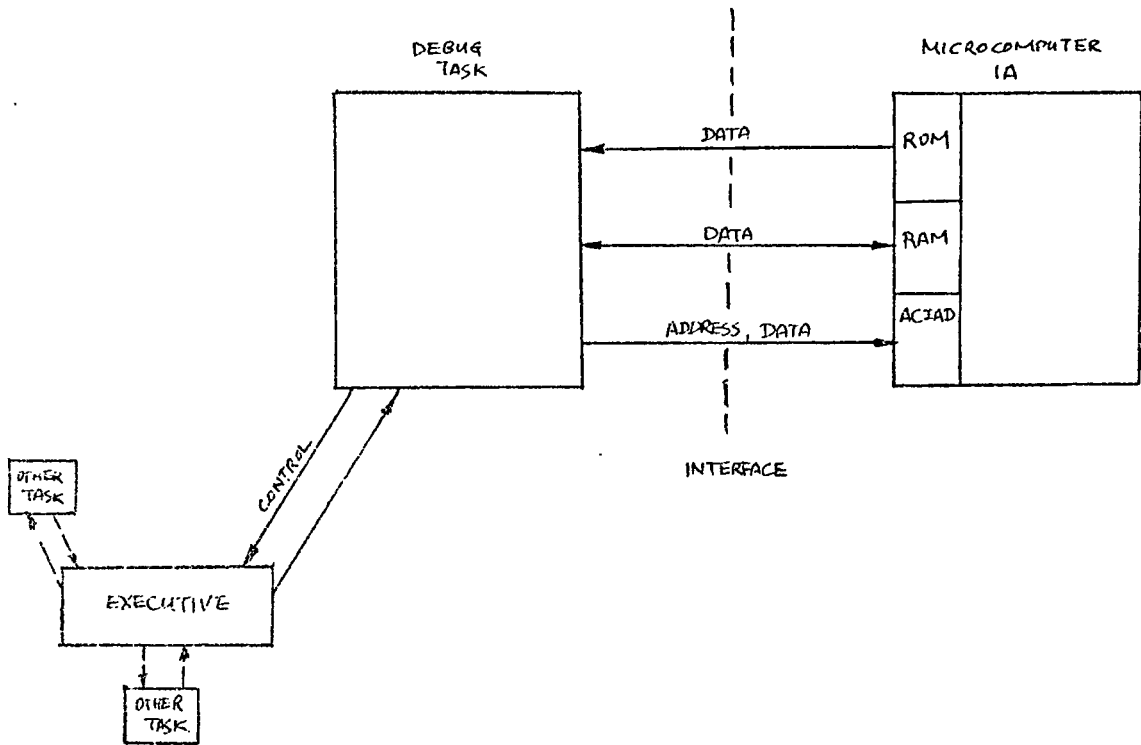 DEBUG
TASK
MICROCOMPUTER
1A
DATA
ROM
DATA
RAM
ADDRESS, DATA
ACIAD
INTERFACE
CONTROL
OTHER
TASK
EXECUTIVE
OTHER
TASK.